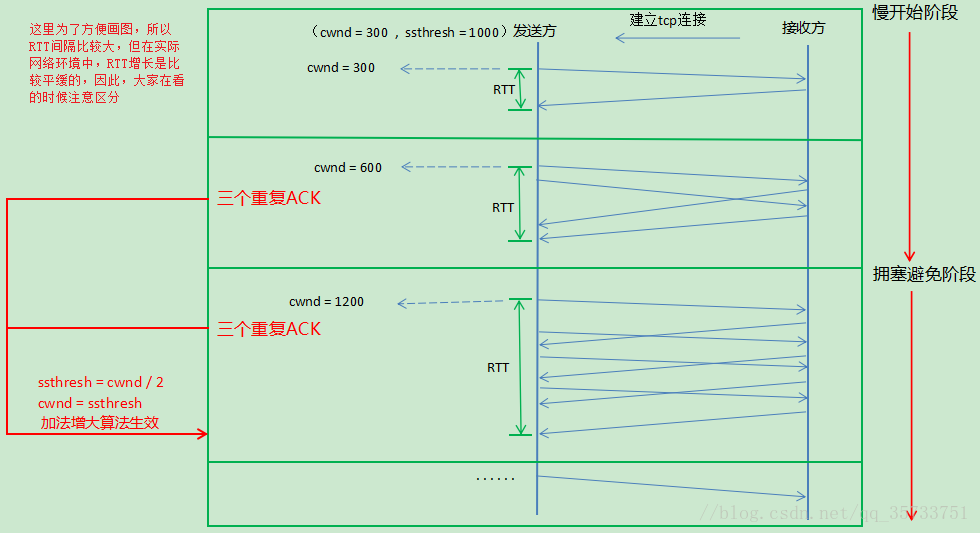 这里为了方便画图，所以
RTT间隔比较大，但在实际
网络环境中，RTT增长是比
较平缓的，因此，大家在看
的时候注意区分
（cwnd = 300 , ssthresh = 1000）发送方
建立tcp连接
接收方
慢开始阶段
cwnd = 300
RTT
cwnd = 600
三个重复ACK
RTT
拥塞避免阶段
cwnd = 1200
三个重复ACK
RTT
ssthresh = cwnd / 2
cwnd = ssthresh
加法增大算法生效
······
//blog.csdn.net/qq_35733751